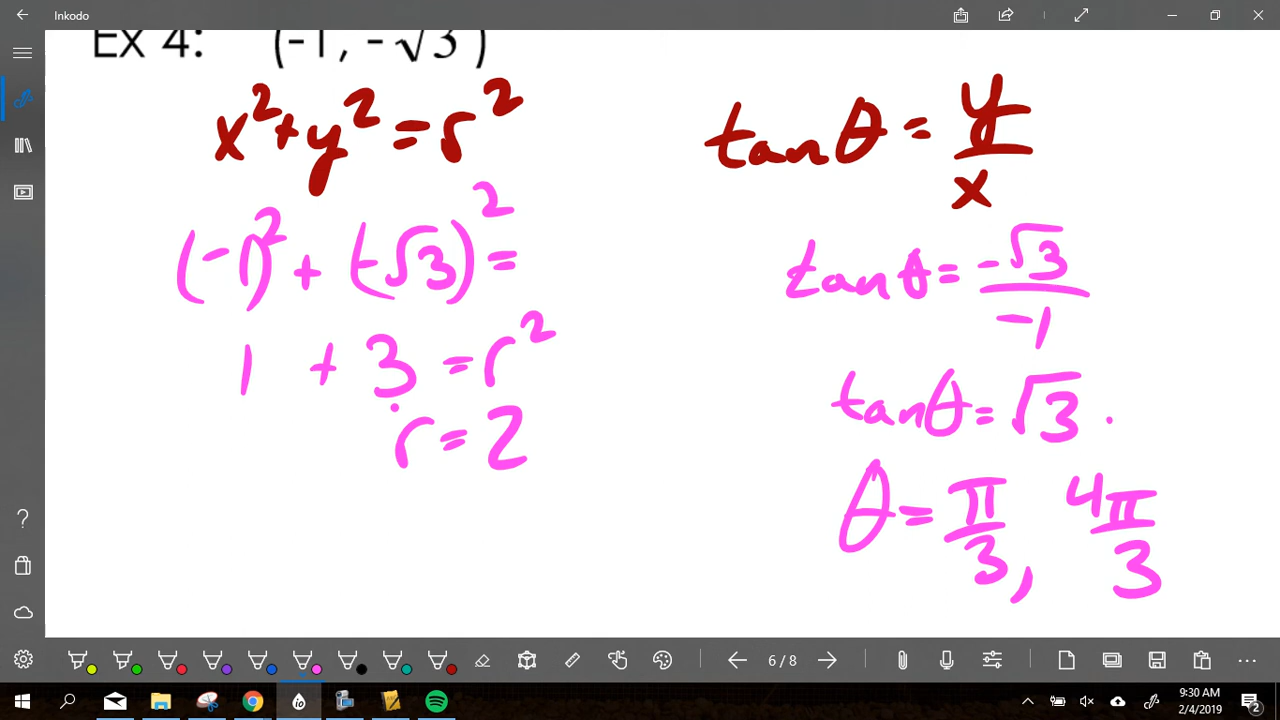 Inkodo
Ex 4: (-1, -√3)
x²+y²=r²
(-1)² + (-√3)² =
1 + 3 = r²
r = 2
tanθ = y/x
tanθ = -√3/-1
tanθ = √3 .
θ = π/3, 4π/3
6 / 8
9:30 AM
2/4/2019
2